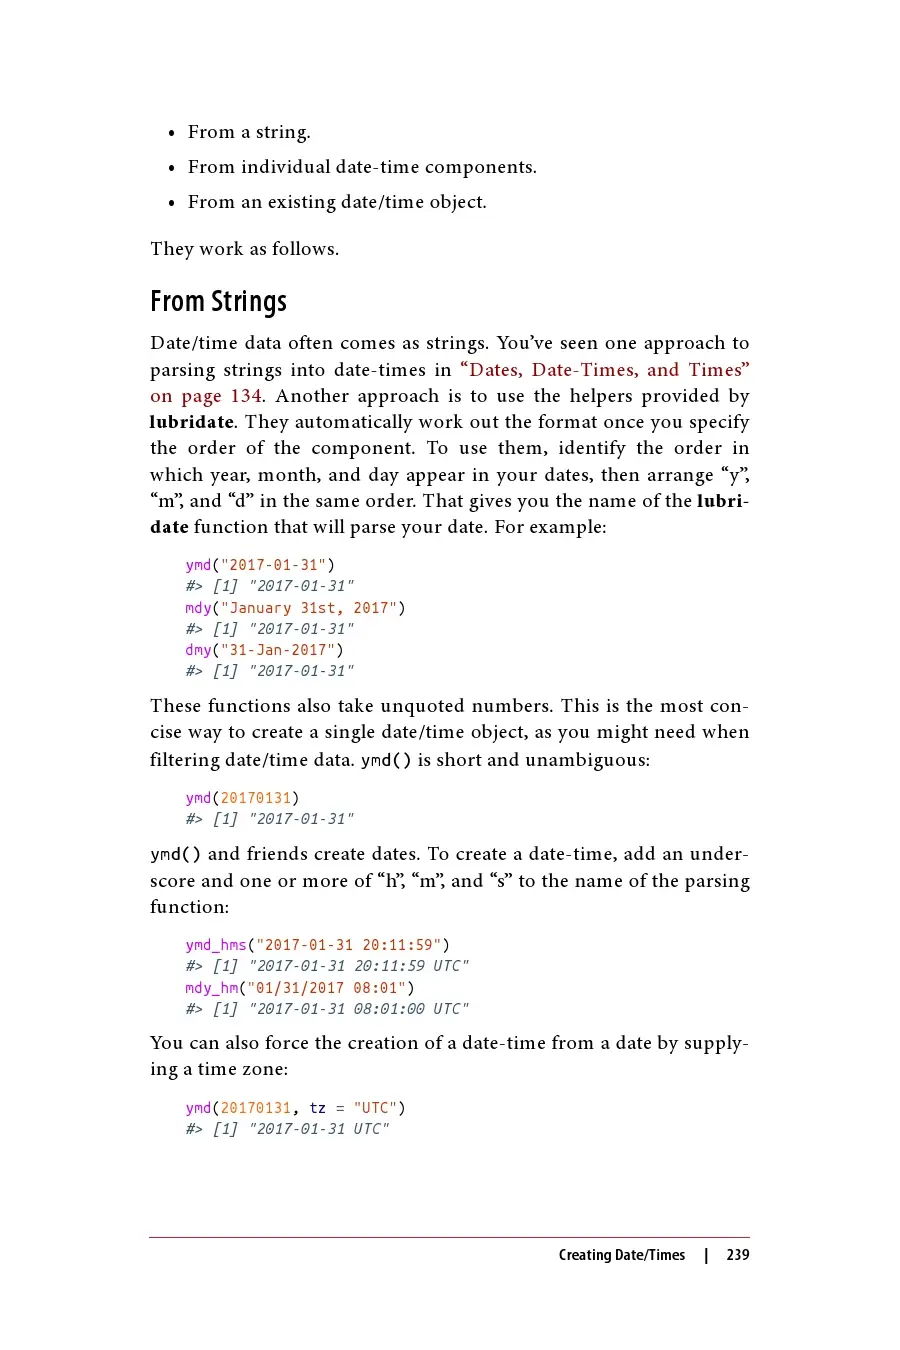 • From a string.
• From individual date-time components.
• From an existing date/time object.
They work as follows.
From Strings
Date/time data often comes as strings. You’ve seen one approach to
parsing strings into date-times in “Dates, Date-Times, and Times”
on page 134. Another approach is to use the helpers provided by
lubridate. They automatically work out the format once you specify
the order of the component. To use them, identify the order in
which year, month, and day appear in your dates, then arrange “y”,
“m”, and “d” in the same order. That gives you the name of the lubri-
date function that will parse your date. For example:
ymd("2017-01-31")
#> [1] "2017-01-31"
mdy("January 31st, 2017")
#> [1] "2017-01-31"
dmy("31-Jan-2017")
#> [1] "2017-01-31"
These functions also take unquoted numbers. This is the most con-
cise way to create a single date/time object, as you might need when
filtering date/time data. ymd() is short and unambiguous:
ymd(20170131)
#> [1] "2017-01-31"
ymd() and friends create dates. To create a date-time, add an under-
score and one or more of “h”, “m”, and “s” to the name of the parsing
function:
ymd_hms("2017-01-31 20:11:59")
#> [1] "2017-01-31 20:11:59 UTC"
mdy_hm("01/31/2017 08:01")
#> [1] "2017-01-31 08:01:00 UTC"
You can also force the creation of a date-time from a date by supply-
ing a time zone:
ymd(20170131, tz = "UTC")
#> [1] "2017-01-31 UTC"
Creating Date/Times | 239